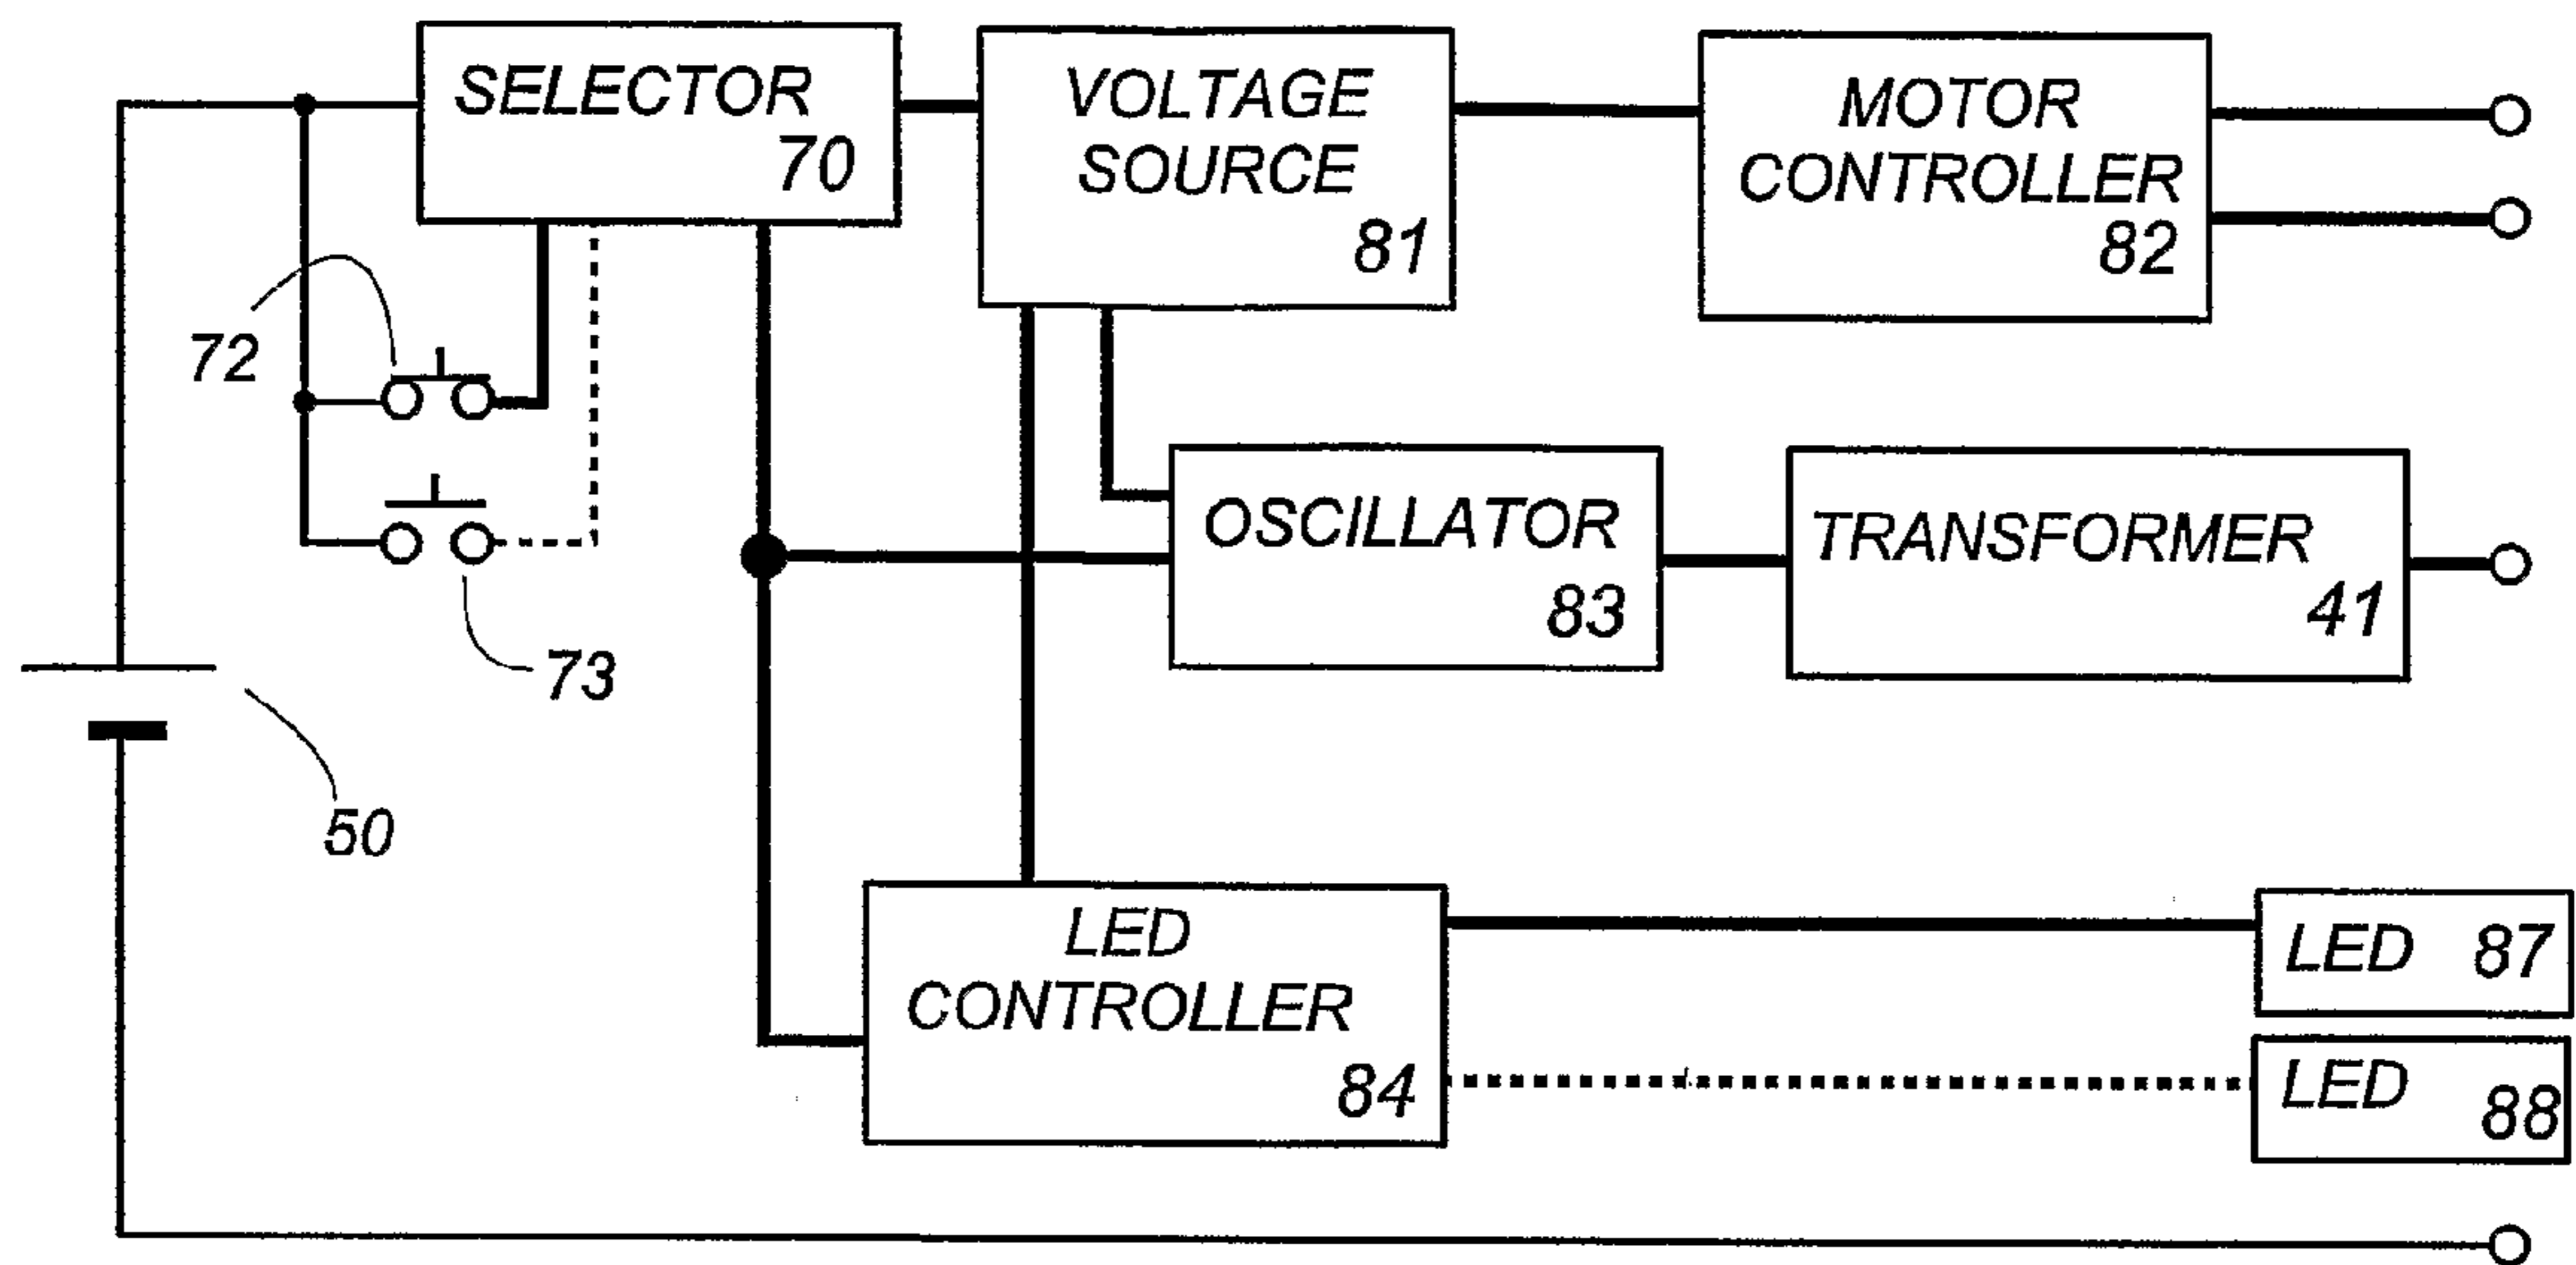 SELECTOR
70
VOLTAGE
SOURCE
81
MOTOR
CONTROLLER
82
72
73
50
OSCILLATOR
83
TRANSFORMER
41
LED
CONTROLLER
84
LED 87
LED 88